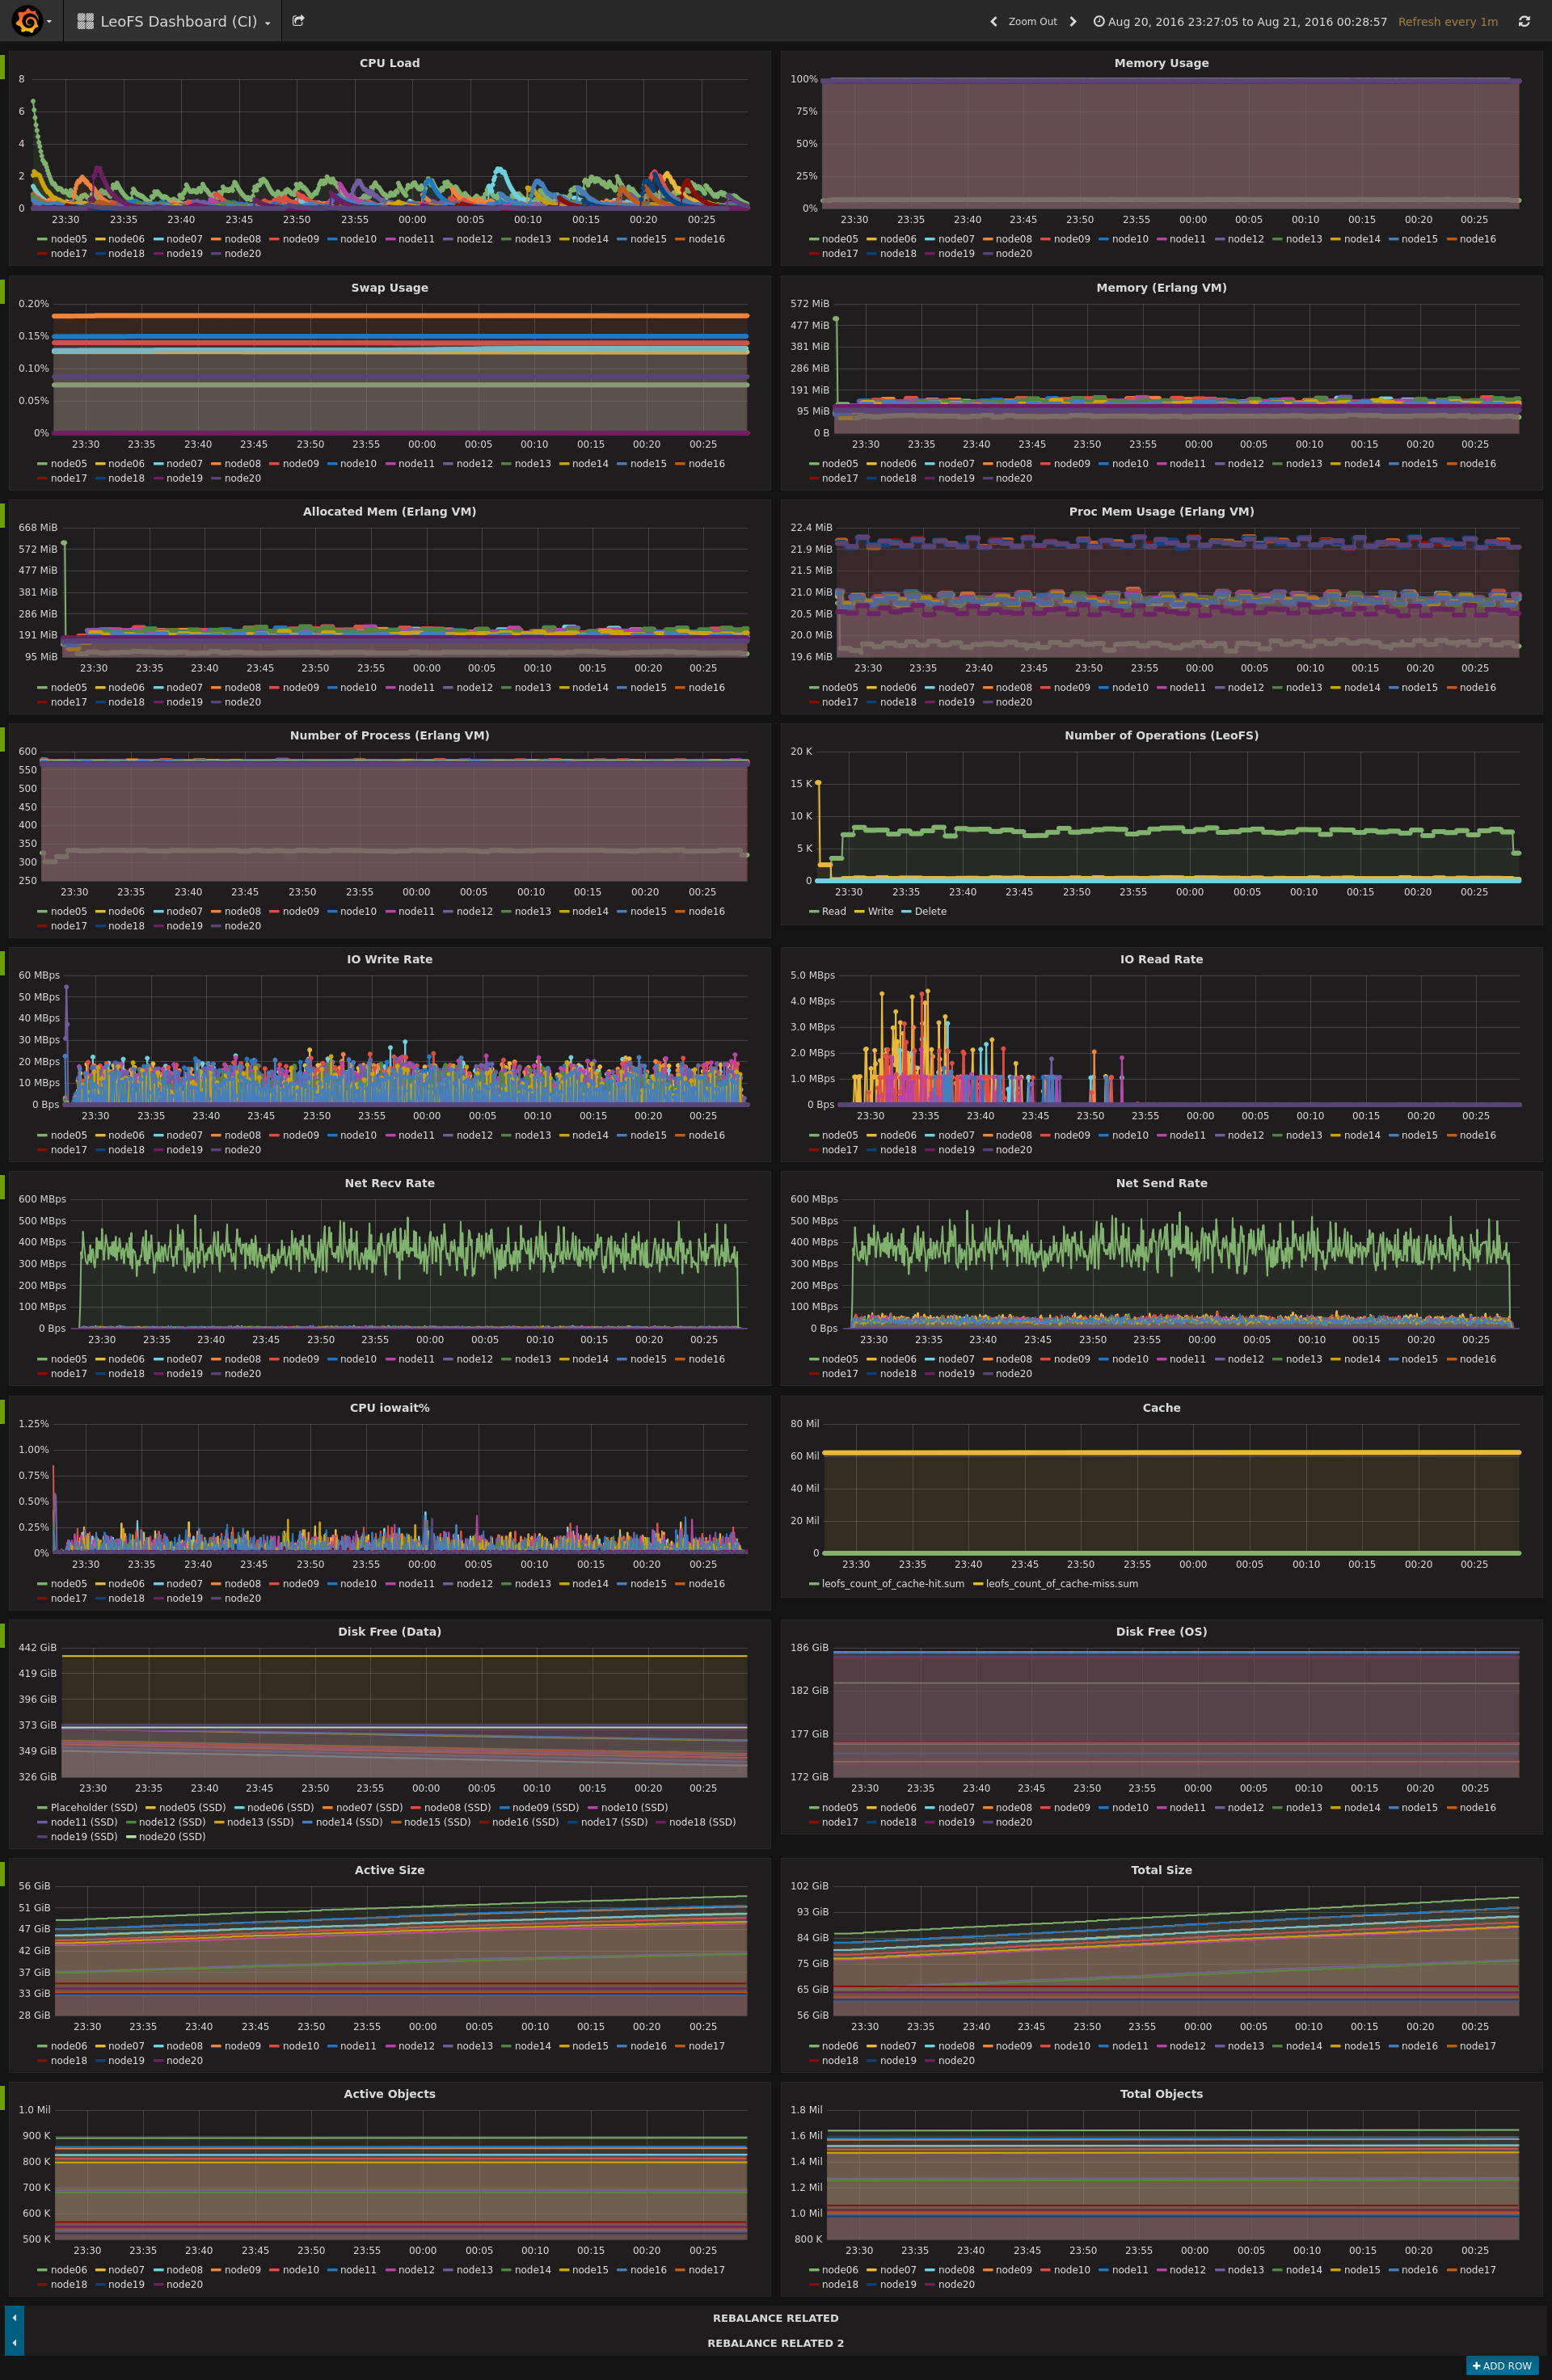 LeoFS Dashboard (CI)
Zoom Out
Aug 20, 2016 23:27:05 to Aug 21, 2016 00:28:57 Refresh every 1m
CPU Load
8
6
4
2
0
23:30 23:35 23:40 23:45 23:50 23:55 00:00 00:05 00:10 00:15 00:20 00:25
node05 node06 node07 node08 node09 node10 node11 node12 node13 node14 node15 node16
node17 node18 node19 node20
Memory Usage
100%
75%
50%
25%
0%
23:30 23:35 23:40 23:45 23:50 23:55 00:00 00:05 00:10 00:15 00:20 00:25
node05 node06 node07 node08 node09 node10 node11 node12 node13 node14 node15 node16
node17 node18 node19 node20
Swap Usage
0.20%
0.15%
0.10%
0.05%
0%
23:30 23:35 23:40 23:45 23:50 23:55 00:00 00:05 00:10 00:15 00:20 00:25
node05 node06 node07 node08 node09 node10 node11 node12 node13 node14 node15 node16
node17 node18 node19 node20
Memory (Erlang VM)
572 MiB
477 MiB
381 MiB
286 MiB
191 MiB
95 MiB
0 B
23:30 23:35 23:40 23:45 23:50 23:55 00:00 00:05 00:10 00:15 00:20 00:25
node05 node06 node07 node08 node09 node10 node11 node12 node13 node14 node15 node16
node17 node18 node19 node20
Allocated Mem (Erlang VM)
668 MiB
572 MiB
477 MiB
381 MiB
286 MiB
191 MiB
95 MiB
23:30 23:35 23:40 23:45 23:50 23:55 00:00 00:05 00:10 00:15 00:20 00:25
node05 node06 node07 node08 node09 node10 node11 node12 node13 node14 node15 node16
node17 node18 node19 node20
Proc Mem Usage (Erlang VM)
22.4 MiB
21.9 MiB
21.5 MiB
21.0 MiB
20.5 MiB
20.0 MiB
19.6 MiB
23:30 23:35 23:40 23:45 23:50 23:55 00:00 00:05 00:10 00:15 00:20 00:25
node05 node06 node07 node08 node09 node10 node11 node12 node13 node14 node15 node16
node17 node18 node19 node20
Number of Process (Erlang VM)
600
550
500
450
400
350
300
250
23:30 23:35 23:40 23:45 23:50 23:55 00:00 00:05 00:10 00:15 00:20 00:25
node05 node06 node07 node08 node09 node10 node11 node12 node13 node14 node15 node16
node17 node18 node19 node20
Number of Operations (LeoFS)
20 K
15 K
10 K
5 K
0
23:30 23:35 23:40 23:45 23:50 23:55 00:00 00:05 00:10 00:15 00:20 00:25
Read Write Delete
IO Write Rate
60 MBps
50 MBps
40 MBps
30 MBps
20 MBps
10 MBps
0 Bps
23:30 23:35 23:40 23:45 23:50 23:55 00:00 00:05 00:10 00:15 00:20 00:25
node05 node06 node07 node08 node09 node10 node11 node12 node13 node14 node15 node16
node17 node18 node19 node20
IO Read Rate
5.0 MBps
4.0 MBps
3.0 MBps
2.0 MBps
1.0 MBps
0 Bps
23:30 23:35 23:40 23:45 23:50 23:55 00:00 00:05 00:10 00:15 00:20 00:25
node05 node06 node07 node08 node09 node10 node11 node12 node13 node14 node15 node16
node17 node18 node19 node20
Net Recv Rate
600 MBps
500 MBps
400 MBps
300 MBps
200 MBps
100 MBps
0 Bps
23:30 23:35 23:40 23:45 23:50 23:55 00:00 00:05 00:10 00:15 00:20 00:25
node05 node06 node07 node08 node09 node10 node11 node12 node13 node14 node15 node16
node17 node18 node19 node20
Net Send Rate
600 MBps
500 MBps
400 MBps
300 MBps
200 MBps
100 MBps
0 Bps
23:30 23:35 23:40 23:45 23:50 23:55 00:00 00:05 00:10 00:15 00:20 00:25
node05 node06 node07 node08 node09 node10 node11 node12 node13 node14 node15 node16
node17 node18 node19 node20
CPU iowait%
1.25%
1.00%
0.75%
0.50%
0.25%
0%
23:30 23:35 23:40 23:45 23:50 23:55 00:00 00:05 00:10 00:15 00:20 00:25
node05 node06 node07 node08 node09 node10 node11 node12 node13 node14 node15 node16
node17 node18 node19 node20
Cache
80 Mil
60 Mil
40 Mil
20 Mil
0
23:30 23:35 23:40 23:45 23:50 23:55 00:00 00:05 00:10 00:15 00:20 00:25
leofs_count_of_cache-hit.sum leofs_count_of_cache-miss.sum
Disk Free (Data)
442 GiB
419 GiB
396 GiB
373 GiB
349 GiB
326 GiB
23:30 23:35 23:40 23:45 23:50 23:55 00:00 00:05 00:10 00:15 00:20 00:25
Placeholder (SSD) node05 (SSD) node06 (SSD) node07 (SSD) node08 (SSD) node09 (SSD) node10 (SSD)
node11 (SSD) node12 (SSD) node13 (SSD) node14 (SSD) node15 (SSD) node16 (SSD) node17 (SSD) node18 (SSD)
node19 (SSD) node20 (SSD)
Disk Free (OS)
186 GiB
182 GiB
177 GiB
172 GiB
23:30 23:35 23:40 23:45 23:50 23:55 00:00 00:05 00:10 00:15 00:20 00:25
node05 node06 node07 node08 node09 node10 node11 node12 node13 node14 node15 node16
node17 node18 node19 node20
Active Size
56 GiB
51 GiB
47 GiB
42 GiB
37 GiB
33 GiB
28 GiB
23:30 23:35 23:40 23:45 23:50 23:55 00:00 00:05 00:10 00:15 00:20 00:25
node06 node07 node08 node09 node10 node11 node12 node13 node14 node15 node16 node17
node18 node19 node20
Total Size
102 GiB
93 GiB
84 GiB
75 GiB
65 GiB
56 GiB
23:30 23:35 23:40 23:45 23:50 23:55 00:00 00:05 00:10 00:15 00:20 00:25
node06 node07 node08 node09 node10 node11 node12 node13 node14 node15 node16 node17
node18 node19 node20
Active Objects
1.0 Mil
900 K
800 K
700 K
600 K
500 K
23:30 23:35 23:40 23:45 23:50 23:55 00:00 00:05 00:10 00:15 00:20 00:25
node06 node07 node08 node09 node10 node11 node12 node13 node14 node15 node16 node17
node18 node19 node20
Total Objects
1.8 Mil
1.6 Mil
1.4 Mil
1.2 Mil
1.0 Mil
800 K
23:30 23:35 23:40 23:45 23:50 23:55 00:00 00:05 00:10 00:15 00:20 00:25
node06 node07 node08 node09 node10 node11 node12 node13 node14 node15 node16 node17
node18 node19 node20
REBALANCE RELATED
REBALANCE RELATED 2
ADD ROW